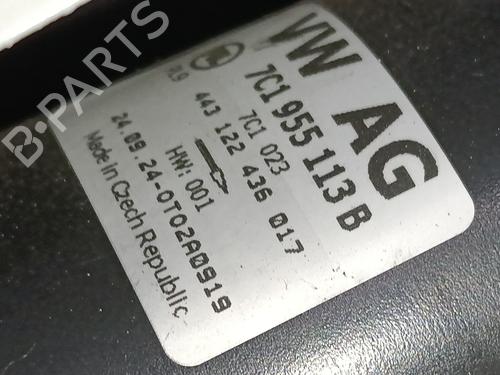 B-PARTS
VW AG
7C1 955 113 B
7C1 023
443 122 436 017
HW: 001
24.09.24-0T02A0919
Made in Czech Republic